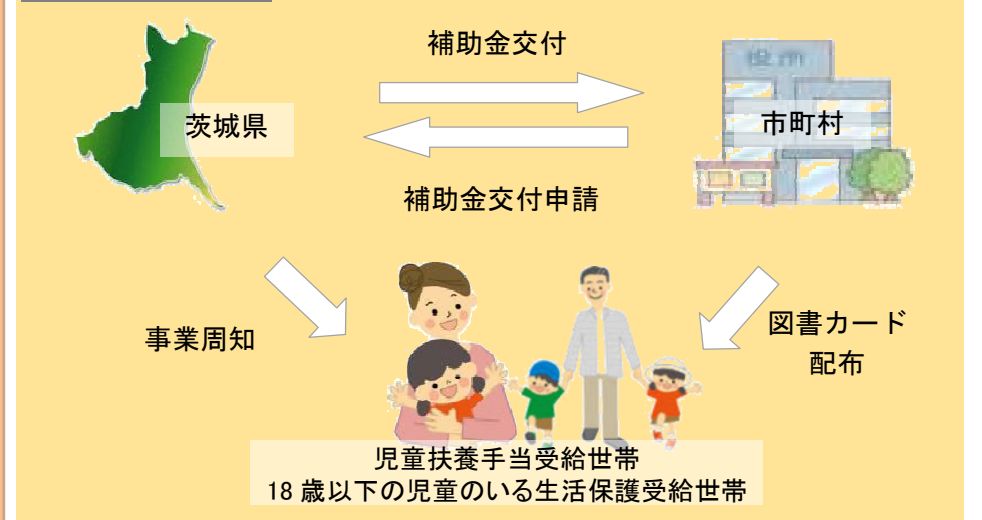 補助金交付
茨城県
市町村
補助金交付申請
事業周知
図書カード
配布
児童扶養手当受給世帯
18 歳以下の児童のいる生活保護受給世帯